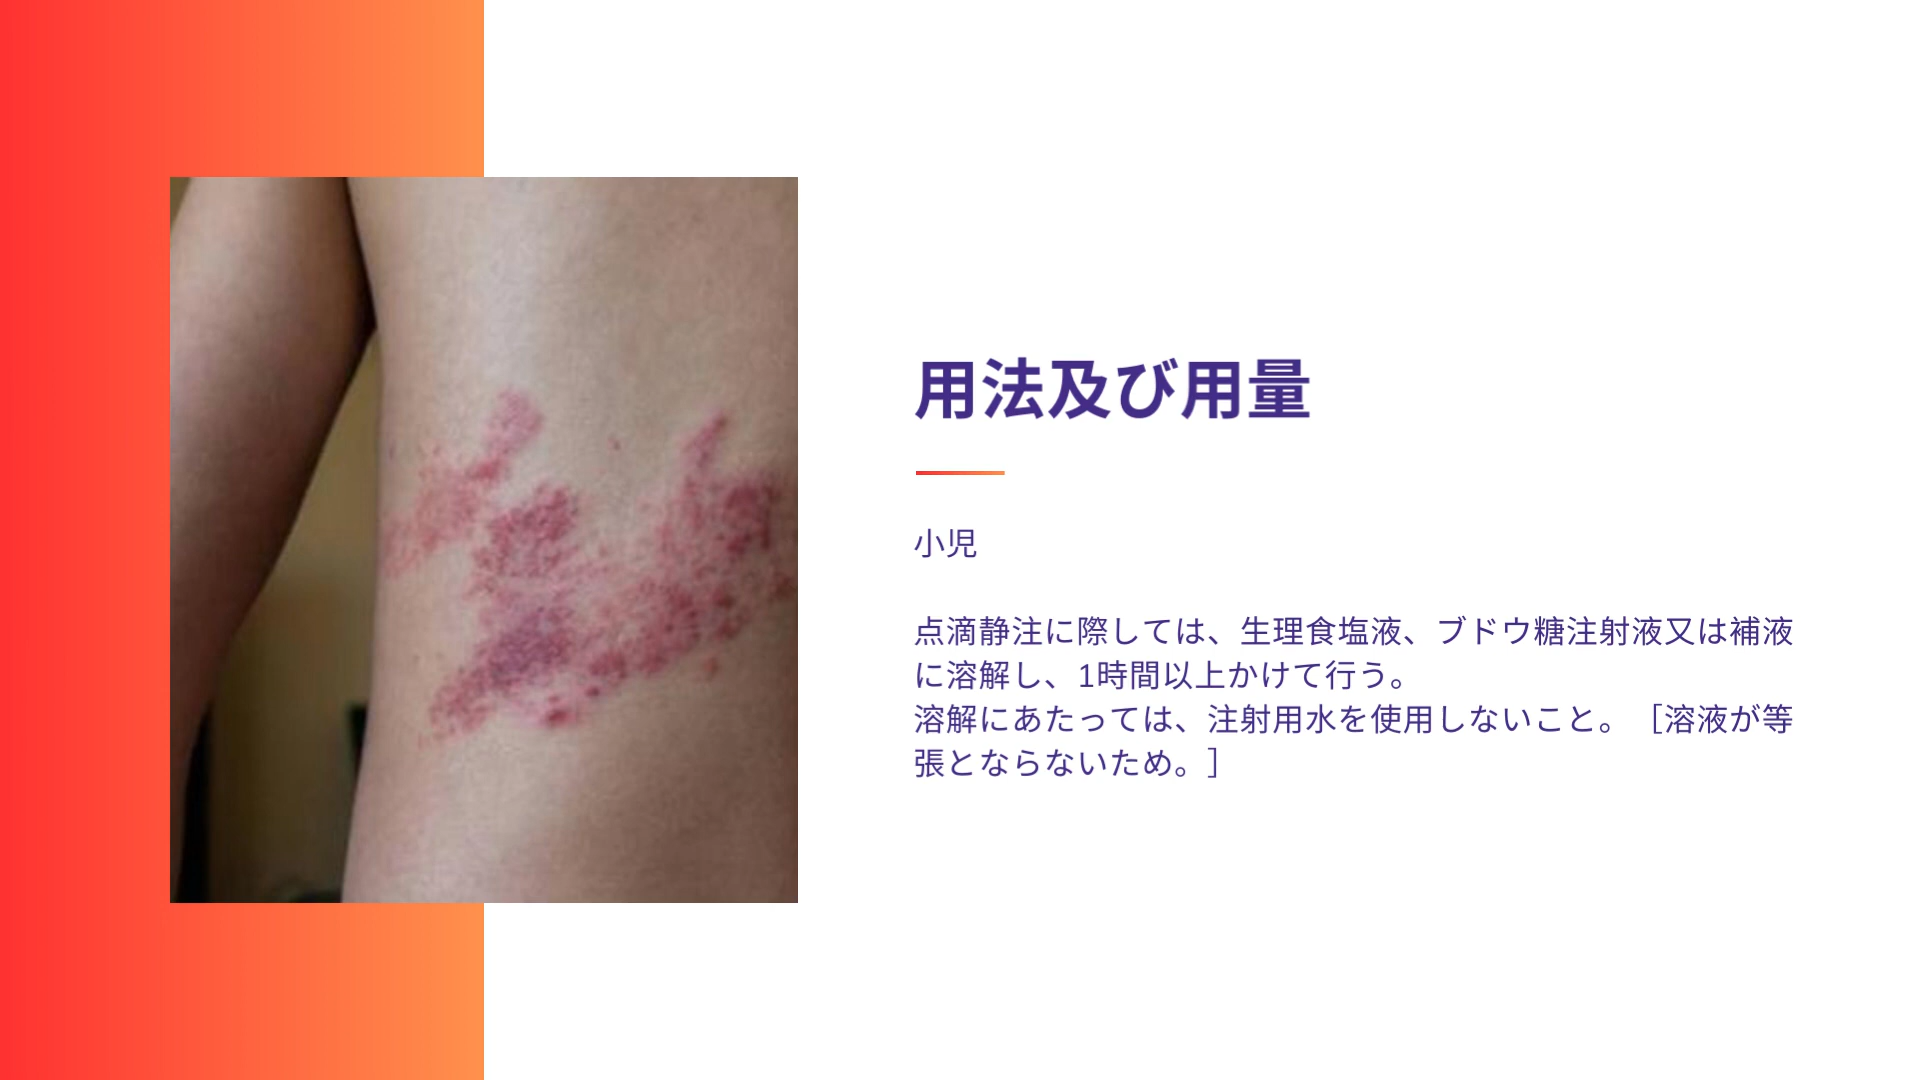 用法及び用量
小児
点滴静注に際しては、生理食塩液、ブドウ糖注射液又は補液
に溶解し、1時間以上かけて行う。
溶解にあたっては、注射用水を使用しないこと。［溶液が等
張とならないため。］